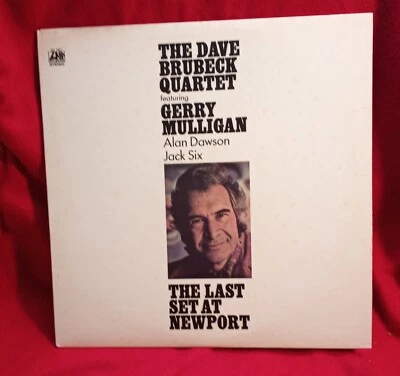 THE DAVE
BRUBECK
QUARTET
featuring
GERRY
MULLIGAN
Alan Dawson
Jack Six
THE LAST
SET AT
NEWPORT